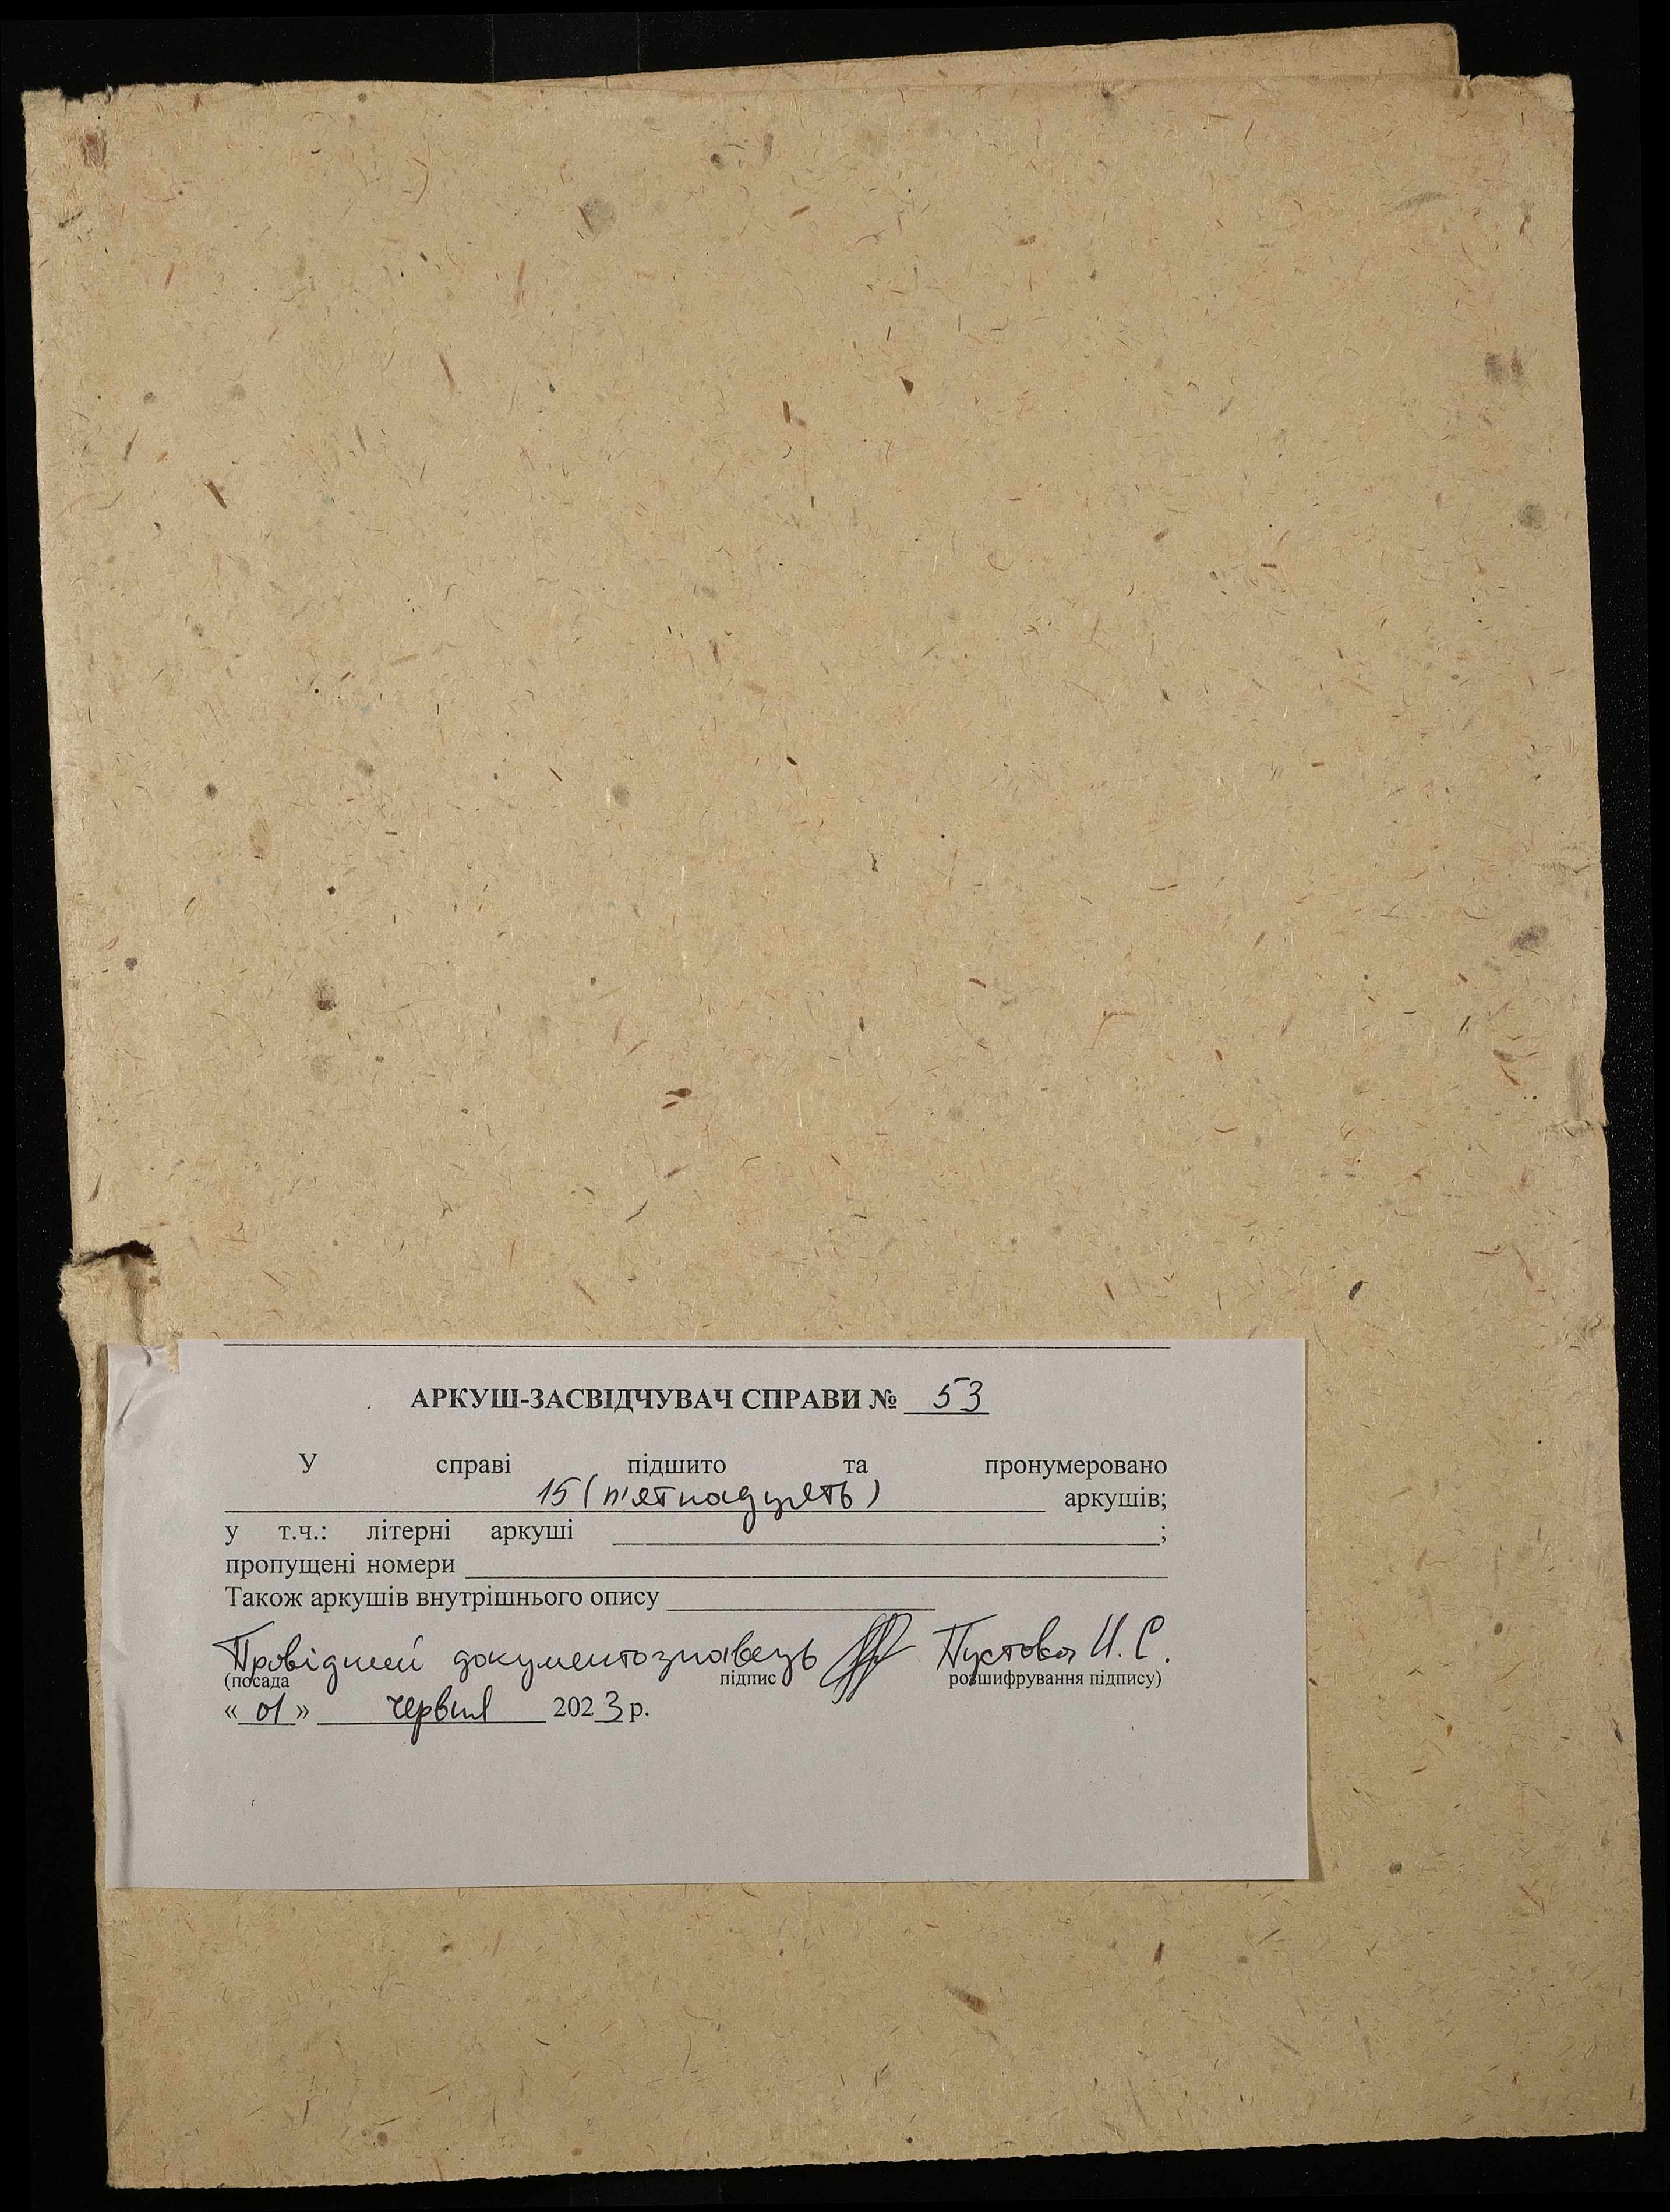 АРКУШ-ЗАСВІДЧУВАЧ СПРАВИ № 53
У справі підшито та пронумеровано
15 (п'ятнадцять) аркушів;
у т.ч.: літерні аркуші ;
пропущені номери
Також аркушів внутрішнього опису
Провідний документознавець Пустова И. С.
(посада підпис розшифрування підпису)
« 01 » червня 2023 р.